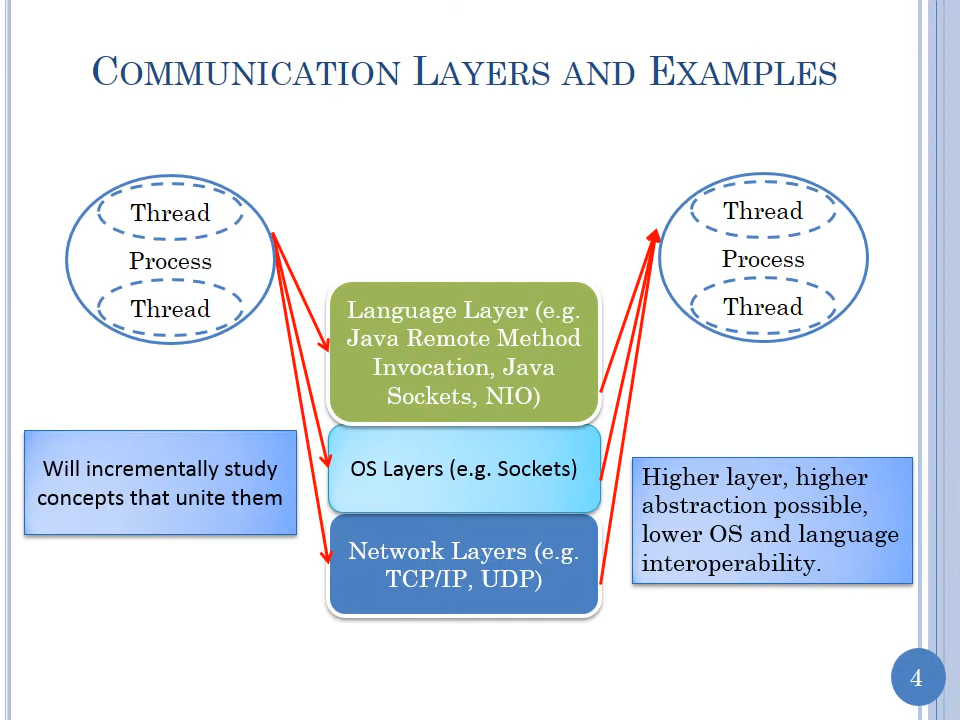 COMMUNICATION LAYERS AND EXAMPLES
Thread
Process
Thread
Thread
Process
Thread
Language Layer (e.g.
Java Remote Method
Invocation, Java
Sockets, NIO)
OS Layers (e.g. Sockets)
Network Layers (e.g.
TCP/IP, UDP)
Will incrementally study
concepts that unite them
Higher layer, higher
abstraction possible,
lower OS and language
interoperability.
4